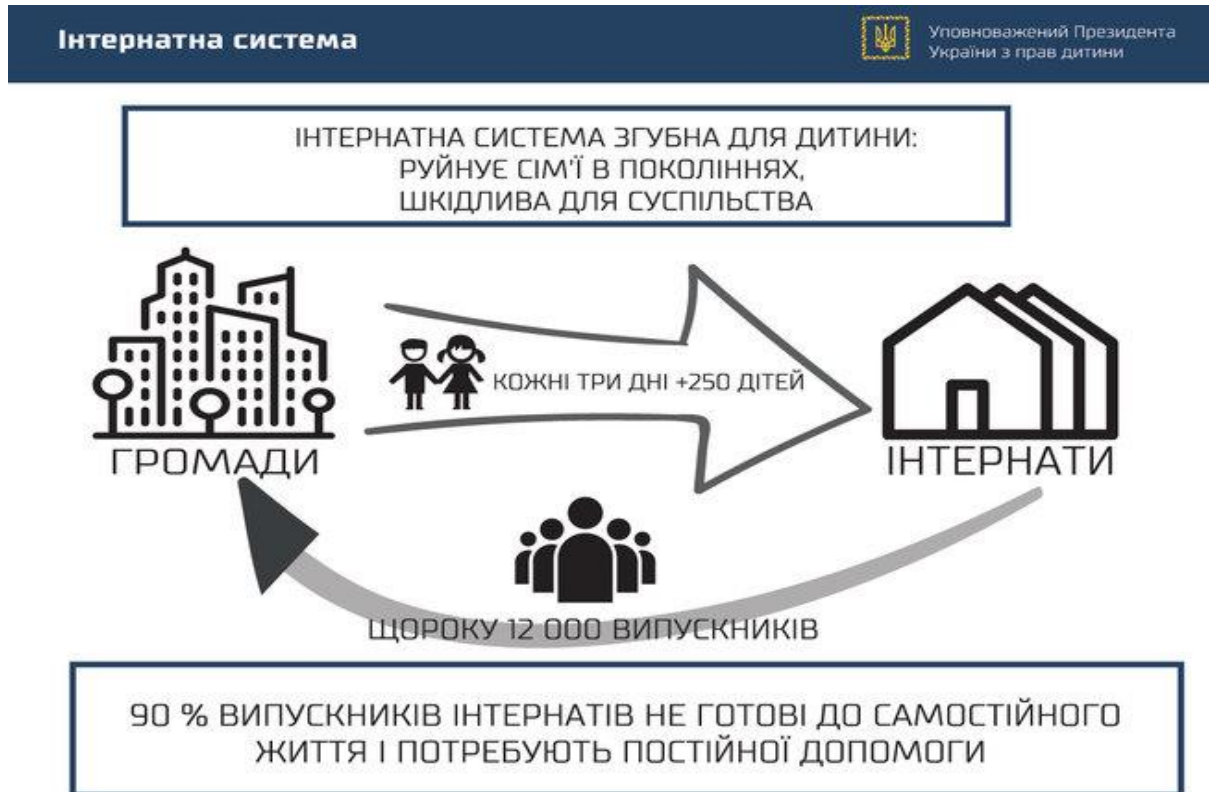 Інтернатна система
Уповноважений Президента
України з прав дитини
ІНТЕРНАТНА СИСТЕМА ЗГУБНА ДЛЯ ДИТИНИ:
РУЙНУЄ СІМ'Ї В ПОКОЛІННЯХ,
ШКІДЛИВА ДЛЯ СУСПІЛЬСТВА
КОЖНІ ТРИ ДНІ +250 ДІТЕЙ
ГРОМАДИ
ІНТЕРНАТИ
ЩОРОКУ 12 000 ВИПУСКНИКІВ
90 % ВИПУСКНИКІВ ІНТЕРНАТІВ НЕ ГОТОВІ ДО САМОСТІЙНОГО
ЖИТТЯ І ПОТРЕБУЮТЬ ПОСТІЙНОЇ ДОПОМОГИ